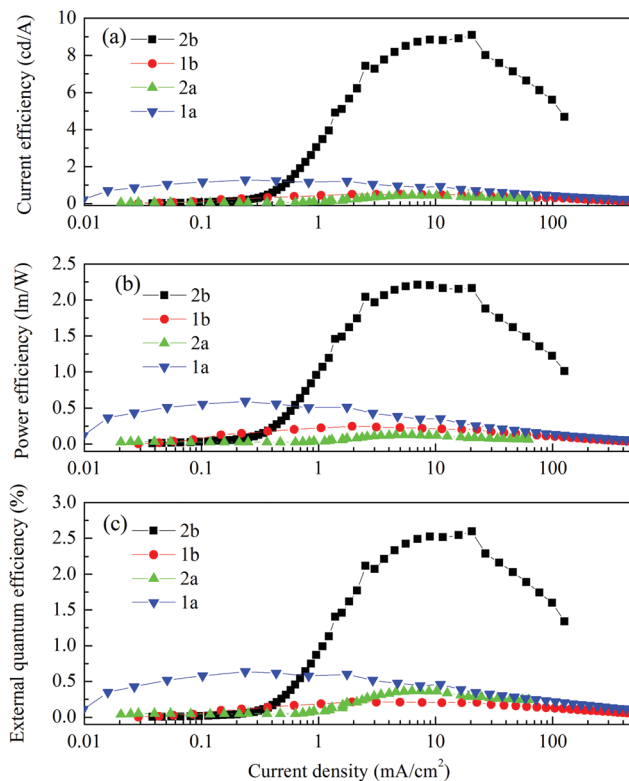 (a)
2b
1b
2a
1a
Current efficiency (cd/A)
10
8
6
4
2
0
0.01
0.1
1
10
100
(b)
2b
1b
2a
1a
Power efficiency (lm/W)
2.5
2.0
1.5
1.0
0.5
0.0
0.01
0.1
1
10
100
(c)
2b
1b
2a
1a
External quantum efficiency (%)
3.0
2.5
2.0
1.5
1.0
0.5
0.0
0.01
0.1
1
10
100
Current density (mA/cm²)